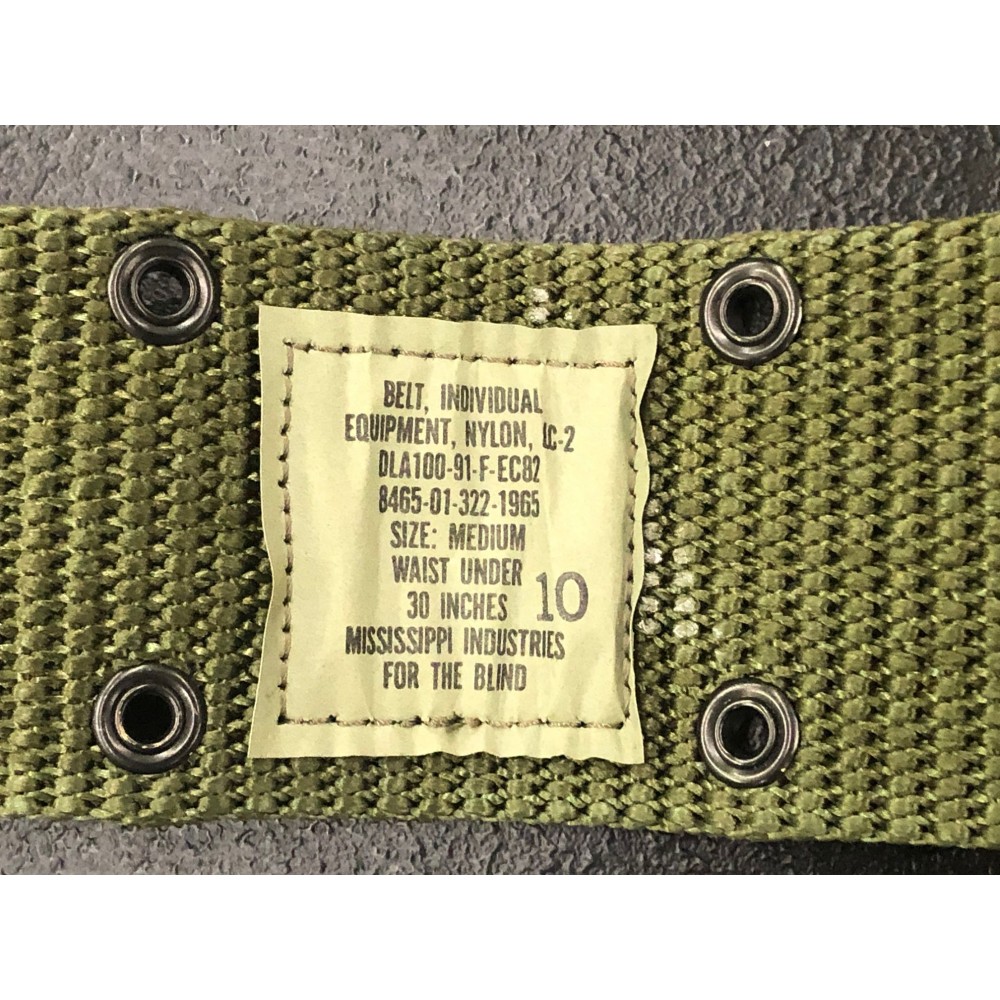 BELT, INDIVIDUAL
EQUIPMENT, NYLON, LC-2
DLA100-91-F-EC82
8465-01-322-1965
SIZE: MEDIUM
WAIST UNDER
30 INCHES 10
MISSISSIPPI INDUSTRIES
FOR THE BLIND